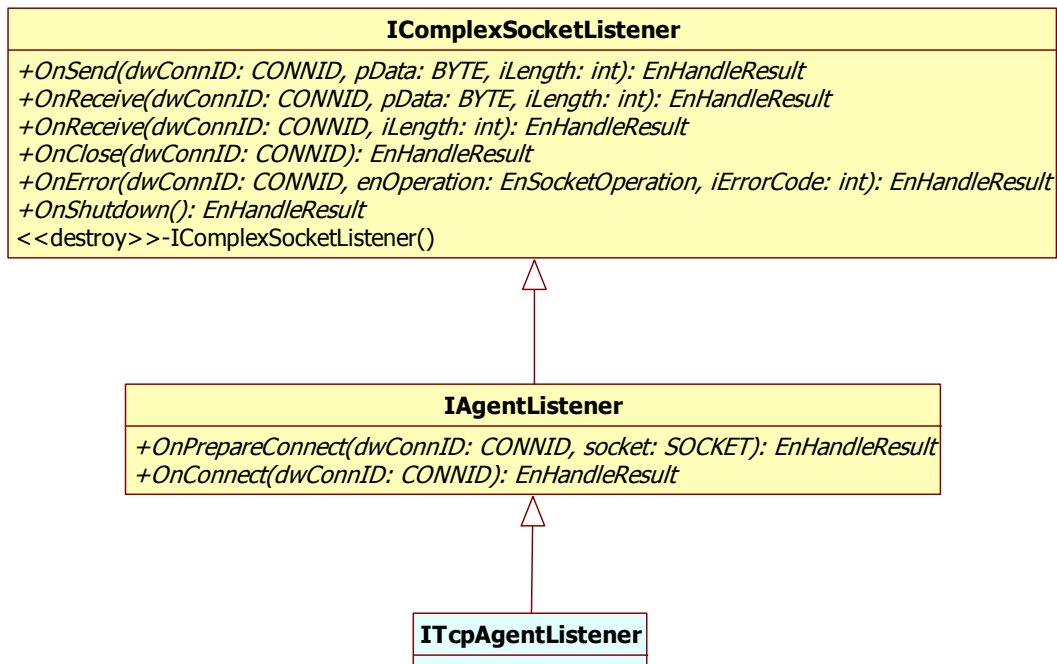 IComplexSocketListener
+OnSend(dwConnID: CONNID, pData: BYTE, iLength: int): EnHandleResult
+OnReceive(dwConnID: CONNID, pData: BYTE, iLength: int): EnHandleResult
+OnReceive(dwConnID: CONNID, iLength: int): EnHandleResult
+OnClose(dwConnID: CONNID): EnHandleResult
+OnError(dwConnID: CONNID, enOperation: EnSocketOperation, iErrorCode: int): EnHandleResult
+OnShutdown(): EnHandleResult
<<destroy>>-IComplexSocketListener()
IAgentListener
+OnPrepareConnect(dwConnID: CONNID, socket: SOCKET): EnHandleResult
+OnConnect(dwConnID: CONNID): EnHandleResult
ITcpAgentListener